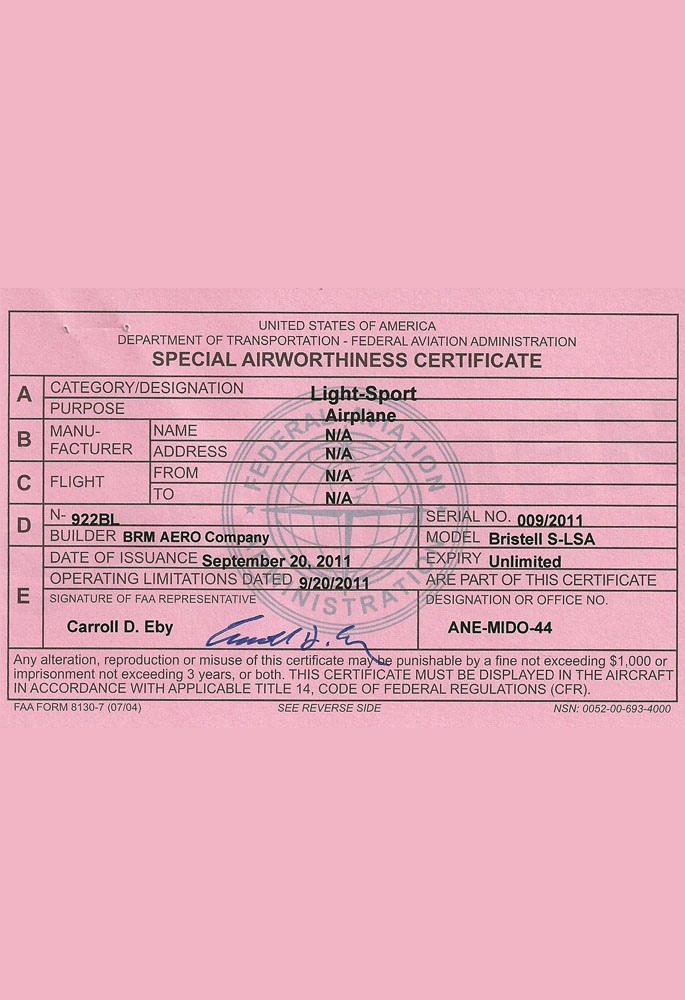 UNITED STATES OF AMERICA
DEPARTMENT OF TRANSPORTATION - FEDERAL AVIATION ADMINISTRATION
SPECIAL AIRWORTHINESS CERTIFICATE
A CATEGORY/DESIGNATION Light-Sport
PURPOSE Airplane
B MANU-FACTURER NAME N/A
ADDRESS N/A
C FLIGHT FROM N/A
TO N/A
D N- 922BL SERIAL NO. 009/2011
BUILDER BRM AERO Company MODEL Bristell S-LSA
E DATE OF ISSUANCE September 20, 2011 EXPIRY Unlimited
OPERATING LIMITATIONS DATED 9/20/2011 ARE PART OF THIS CERTIFICATE
SIGNATURE OF FAA REPRESENTATIVE DESIGNATION OR OFFICE NO.
Carroll D. Eby Carroll D. Eby ANE-MIDO-44
FEDERAL AVIATION ADMINISTRATION
Any alteration, reproduction or misuse of this certificate may be punishable by a fine not exceeding $1,000 or
imprisonment not exceeding 3 years, or both. THIS CERTIFICATE MUST BE DISPLAYED IN THE AIRCRAFT
IN ACCORDANCE WITH APPLICABLE TITLE 14, CODE OF FEDERAL REGULATIONS (CFR).
FAA FORM 8130-7 (07/04) SEE REVERSE SIDE NSN: 0052-00-693-4000